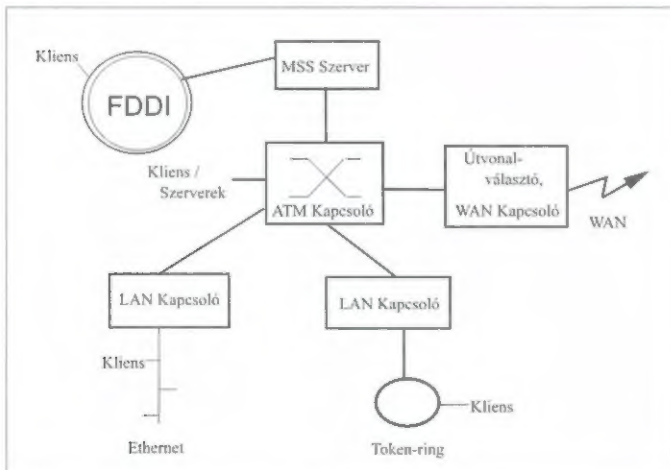 Kliens
FDDI
MSS Szerver
Kliens /
Szerverek
ATM Kapcsoló
Útvonal-
választó,
WAN Kapcsoló
WAN
LAN Kapcsoló
LAN Kapcsoló
Kliens
Kliens
Ethernet
Token-ring